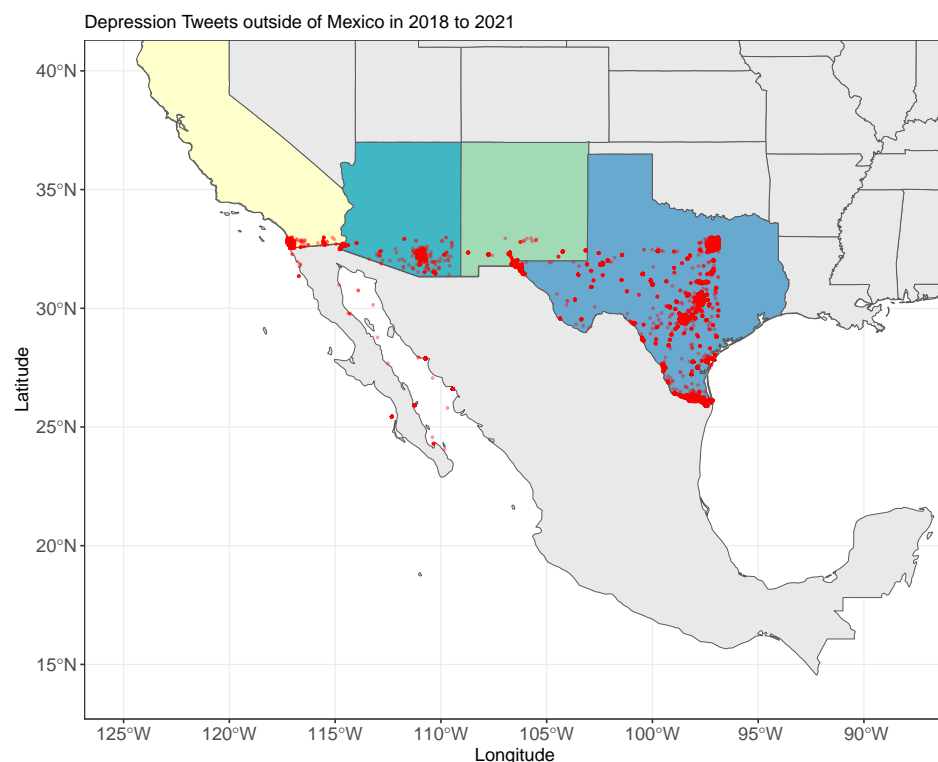 Depression Tweets outside of Mexico in 2018 to 2021
40°N
35°N
30°N
25°N
20°N
15°N
Latitude
125°W 120°W 115°W 110°W 105°W 100°W 95°W 90°W
Longitude